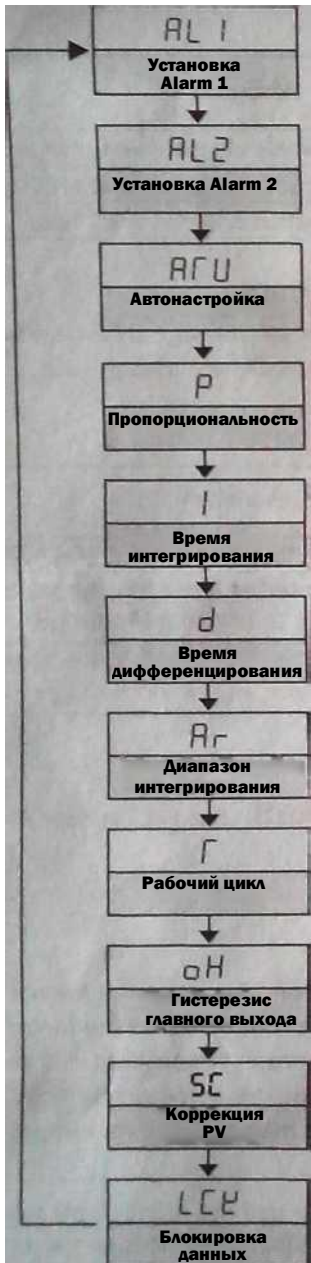 AL1
Установка
Alarm 1
AL2
Установка Alarm 2
ATU
Автонастройка
P
Пропорциональность
I
Время
интегрирования
d
Время
дифференцирования
Ar
Диапазон
интегрирования
T
Рабочий цикл
oH
Гистерезис
главного выхода
SC
Коррекция
PV
LCK
Блокировка
данных